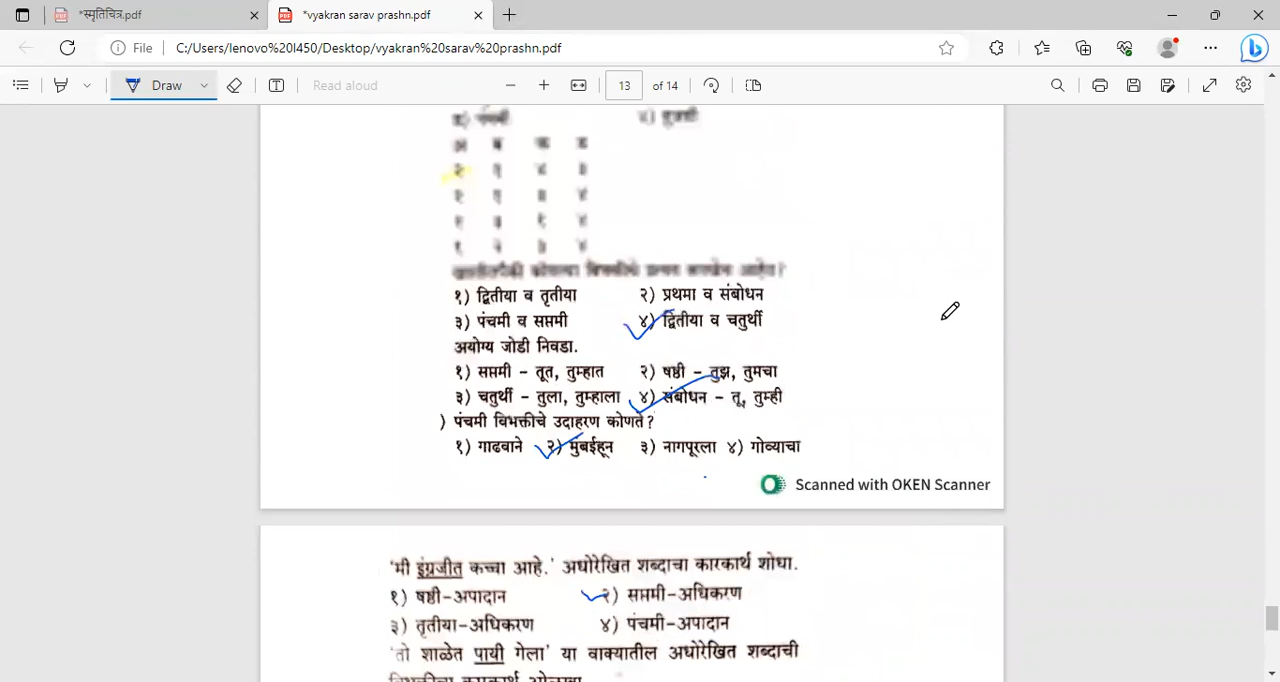 *स्मृतिचित्र.pdf
*vyakran sarav prashn.pdf
File C:/Users/lenovo%20l450/Desktop/vyakran%20sarav%20prashn.pdf
Draw Read aloud 13 of 14
१) द्वितीया व तृतीया २) प्रथमा व संबोधन
३) पंचमी व सप्तमी ४) द्वितीया व चतुर्थी
अयोग्य जोडी निवडा.
१) सप्तमी - तूत, तुम्हात २) षष्ठी - तुझ, तुमचा
३) चतुर्थी - तुला, तुम्हाला ४) संबोधन - तू, तुम्ही
) पंचमी विभक्तीचे उदाहरण कोणते?
१) गाढवाने २) मुंबईहून ३) नागपूरला ४) गोव्याचा
Scanned with OKEN Scanner
'मी इंग्रजीत कच्चा आहे.' अधोरेखित शब्दाचा कारकार्थ शोधा.
१) षष्ठी-अपादान २) सप्तमी-अधिकरण
३) तृतीया-अधिकरण ४) पंचमी-अपादान
'तो शाळेत पायी गेला' या वाक्यातील अधोरेखित शब्दाची